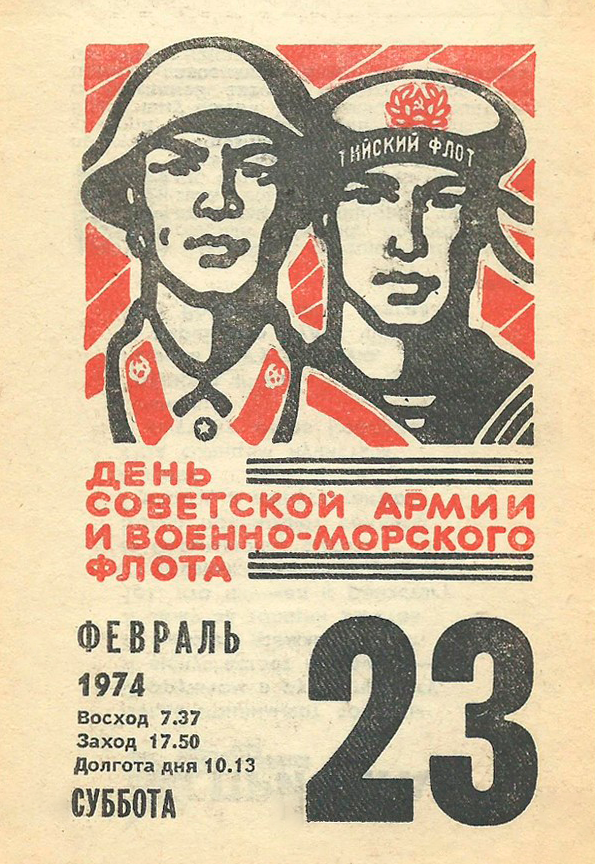 ТИЙСКИЙ ФЛОТ
ДЕНЬ
СОВЕТСКОЙ АРМИИ
И ВОЕННО-МОРСКОГО
ФЛОТА
ФЕВРАЛЬ
1974
Восход 7.37
Заход 17.50
Долгота дня 10.13
СУББОТА
23